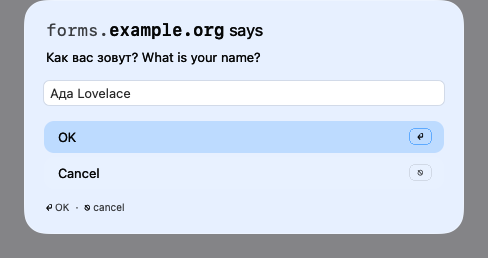 forms.example.org says
Как вас зовут? What is your name?
Ада Lovelace
OK
Cancel
OK · cancel